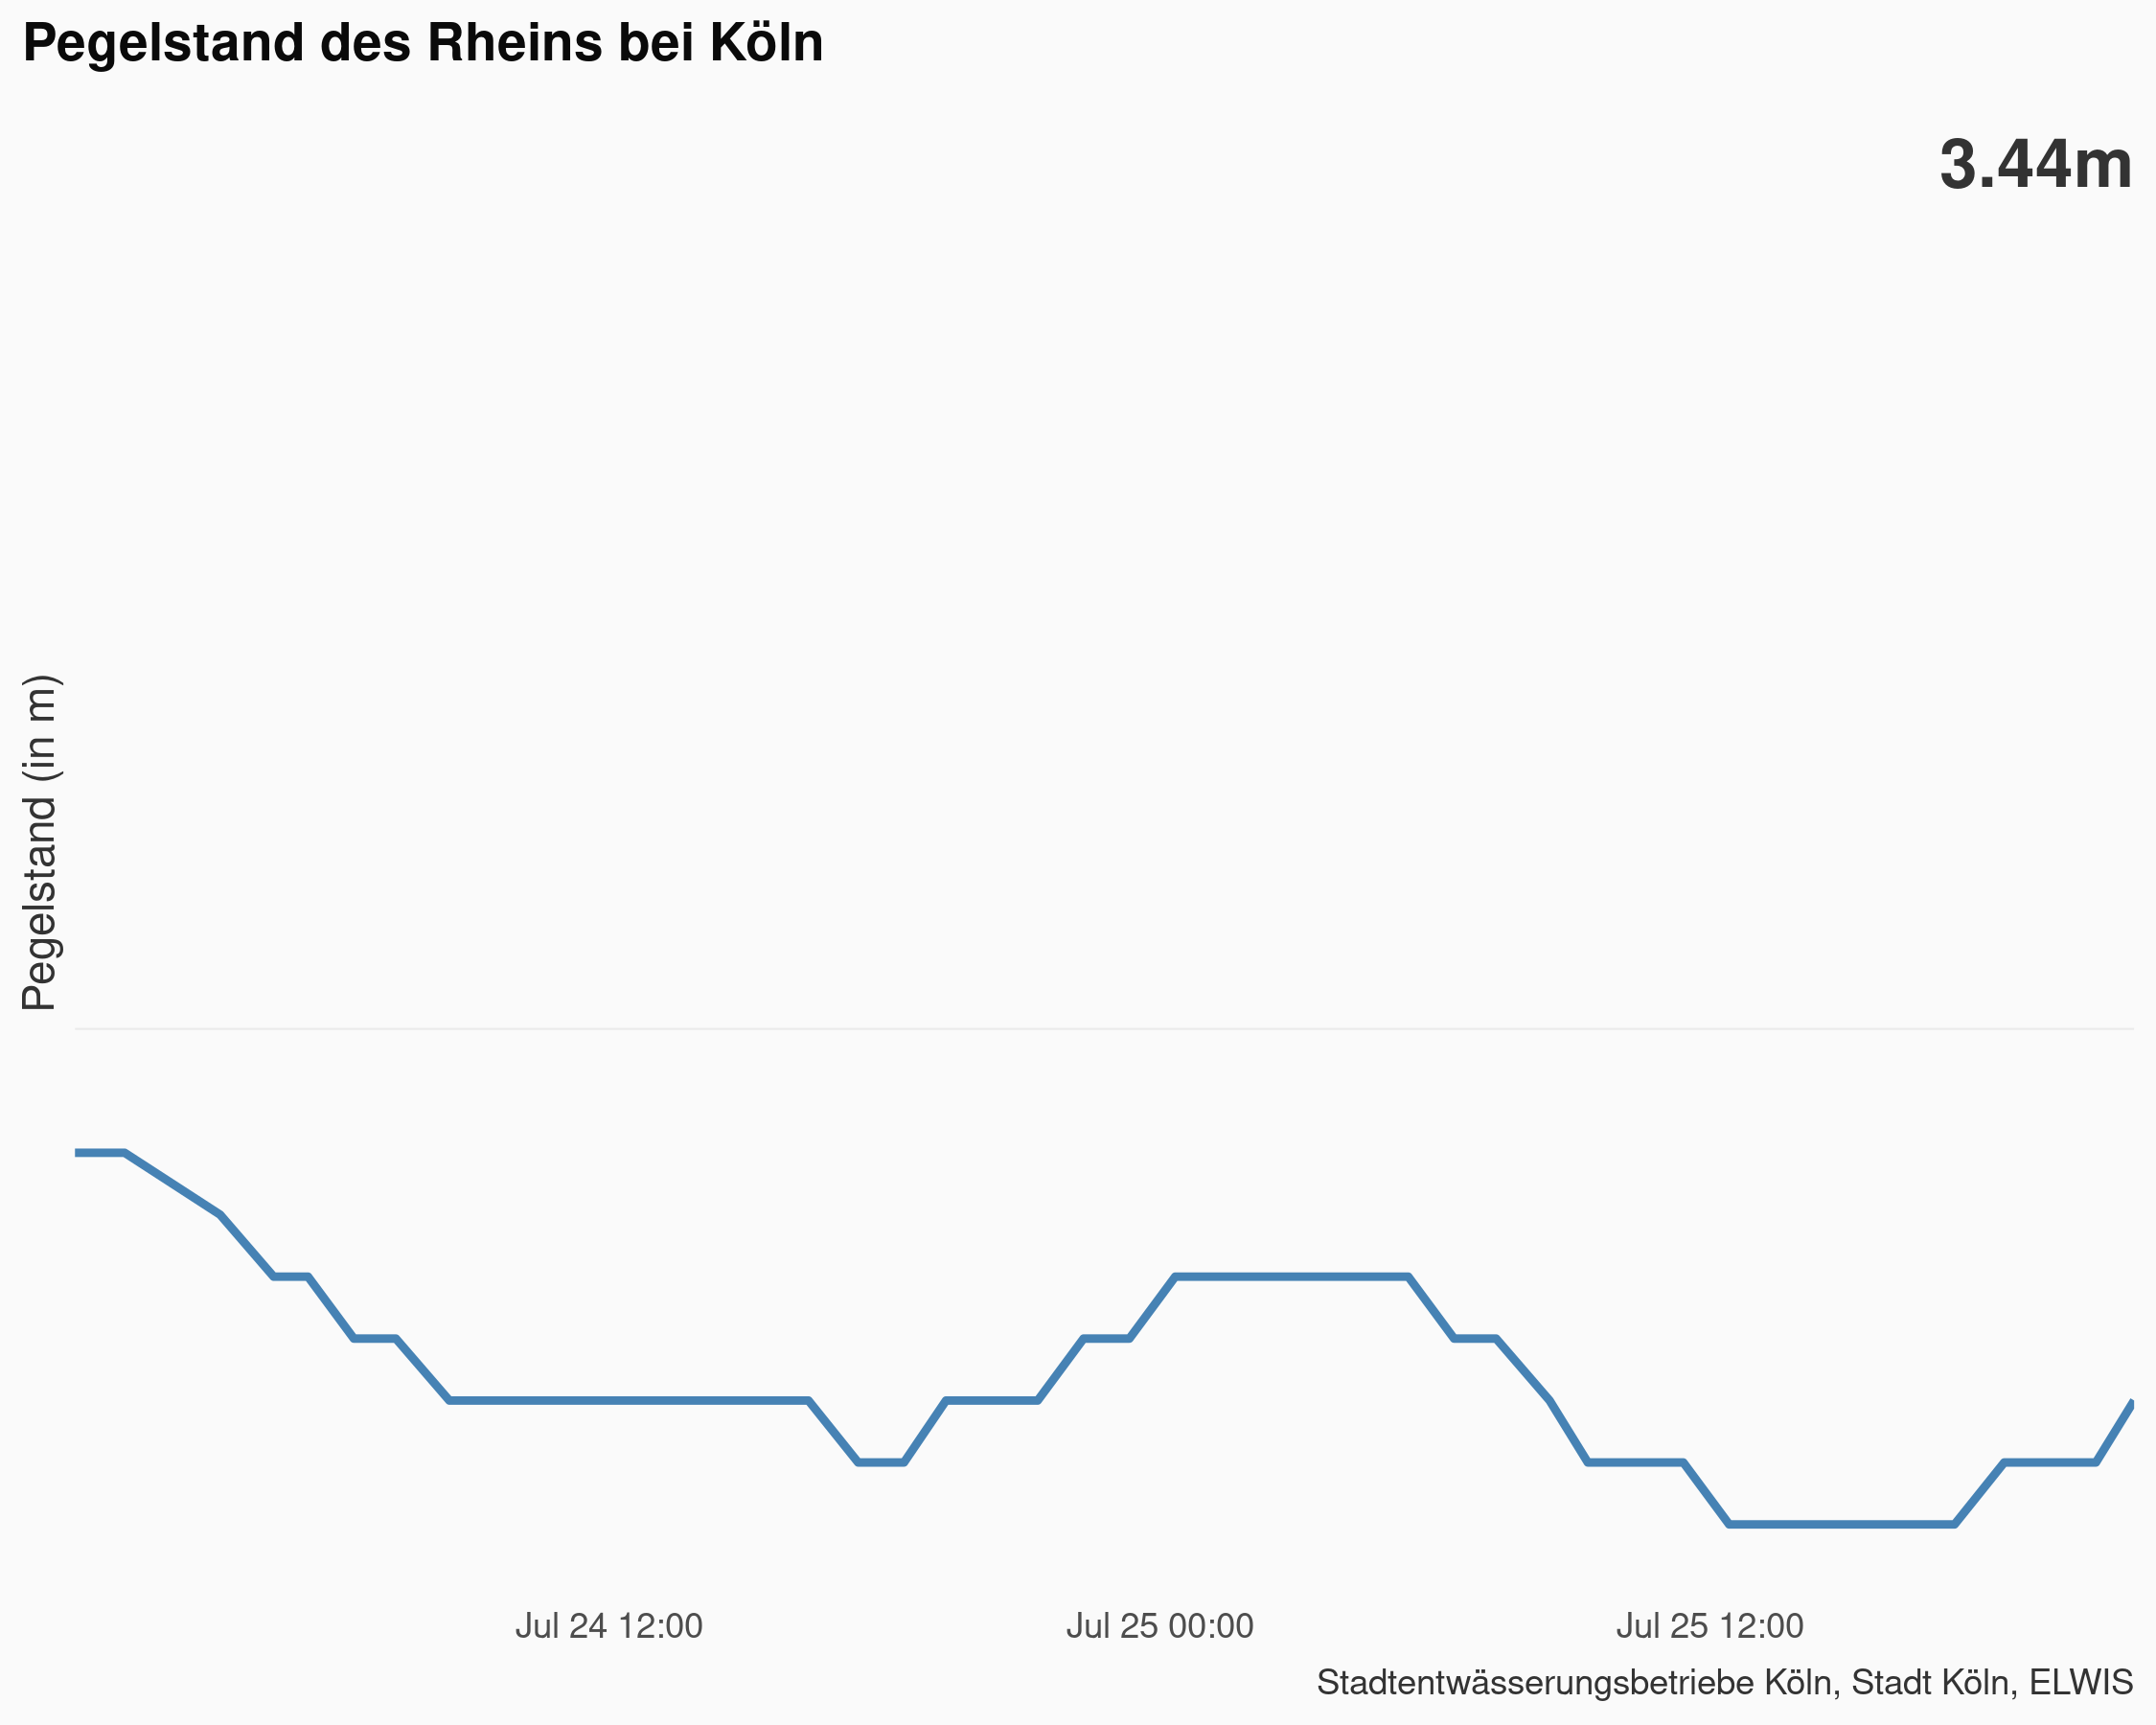 Pegelstand des Rheins bei Köln
3.44m
Pegelstand (in m)
Jul 24 12:00
Jul 25 00:00
Jul 25 12:00
Stadtentwässerungsbetriebe Köln, Stadt Köln, ELWIS